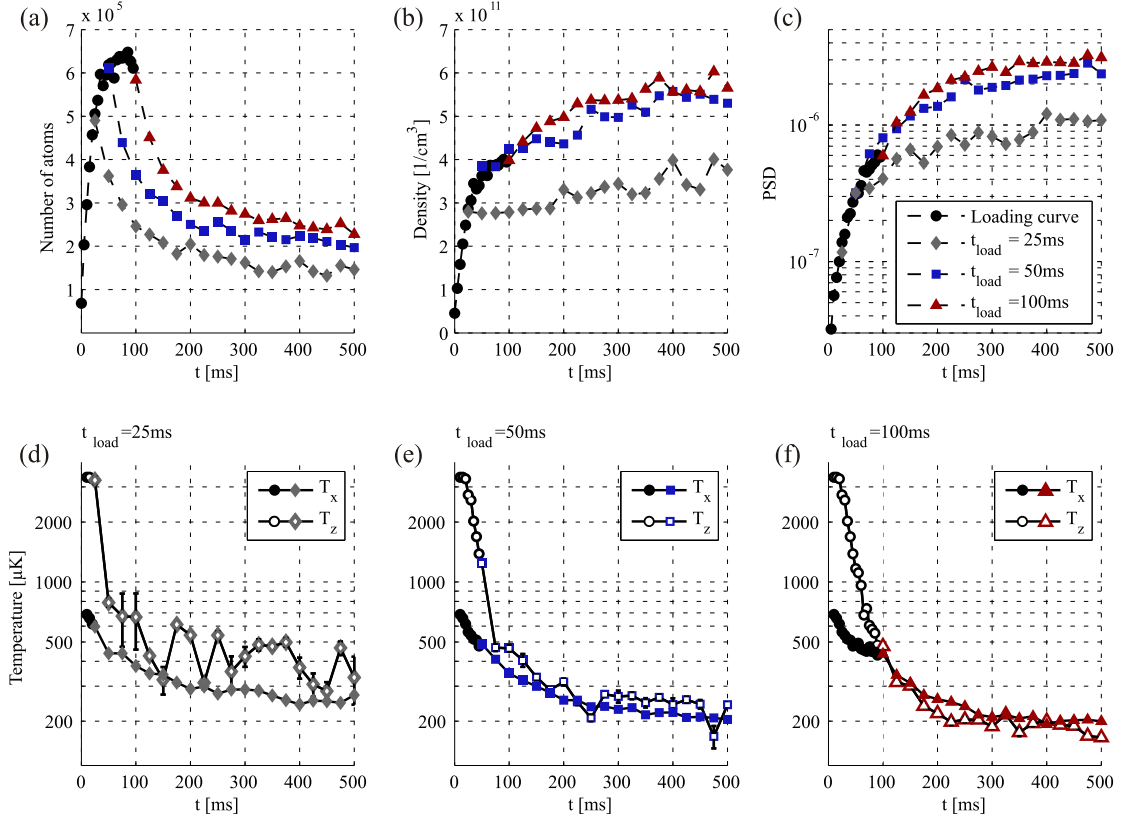 (a)
x 10^5
Number of atoms
7
6
5
4
3
2
1
0
100
200
300
400
500
t [ms]
(b)
x 10^11
Density [1/cm^3]
7
6
5
4
3
2
1
0
0
100
200
300
400
500
t [ms]
(c)
PSD
10^-6
10^-7
Loading curve
t_load = 25ms
t_load = 50ms
t_load =100ms
0
100
200
300
400
500
t [ms]
(d)
t_load=25ms
Temperature [μK]
2000
1000
500
200
T_x
T_z
0
100
200
300
400
500
t [ms]
(e)
t_load=50ms
2000
1000
500
200
T_x
T_z
0
100
200
300
400
500
t [ms]
(f)
t_load=100ms
2000
1000
500
200
T_x
T_z
0
100
200
300
400
500
t [ms]